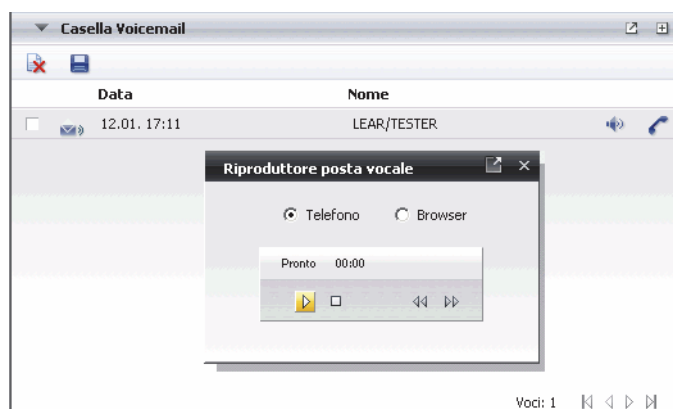 Casella Voicemail
Data Nome
12.01. 17:11 LEAR/TESTER
Riproduttore posta vocale
Telefono Browser
Pronto 00:00
Voci: 1